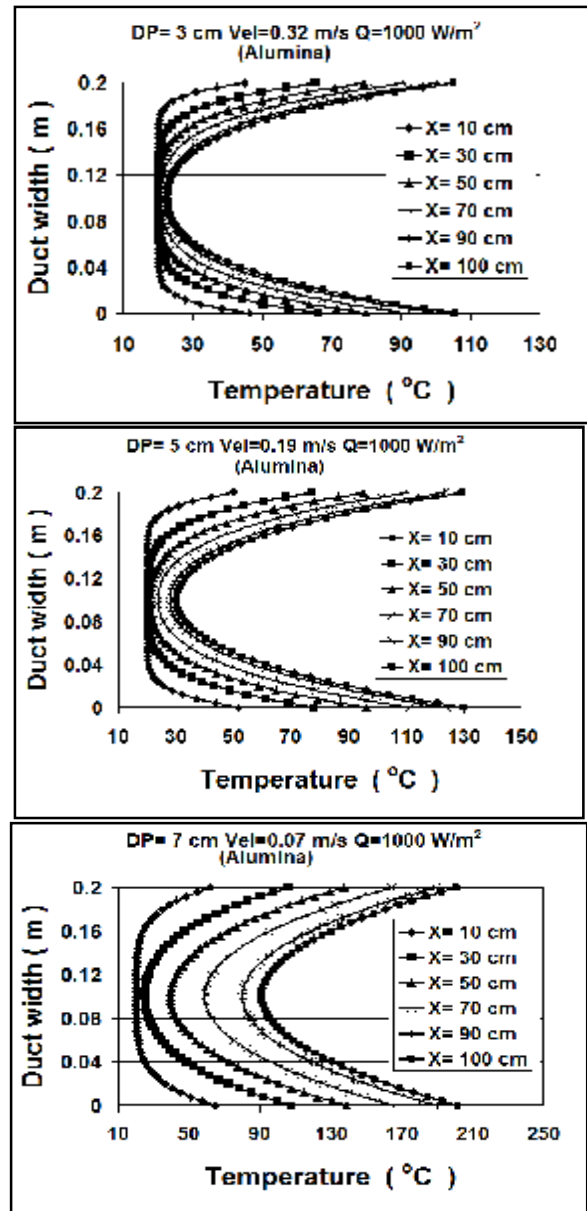 DP= 3 cm Vel=0.32 m/s Q=1000 W/m²
(Alumina)
0.2
0.16
0.12
0.08
0.04
0
Duct width ( m )
X= 10 cm
X= 30 cm
X= 50 cm
X= 70 cm
X= 90 cm
X= 100 cm
10 30 50 70 90 110 130
Temperature ( °C )
DP= 5 cm Vel=0.19 m/s Q=1000 W/m²
(Alumina)
0.2
0.16
0.12
0.08
0.04
0
Duct width ( m )
X= 10 cm
X= 30 cm
X= 50 cm
X= 70 cm
X= 90 cm
X= 100 cm
10 30 50 70 90 110 130 150
Temperature ( °C )
DP= 7 cm Vel=0.07 m/s Q=1000 W/m²
(Alumina)
0.2
0.16
0.12
0.08
0.04
0
Duct width ( m )
X= 10 cm
X= 30 cm
X= 50 cm
X= 70 cm
X= 90 cm
X= 100 cm
10 50 90 130 170 210 250
Temperature ( °C )